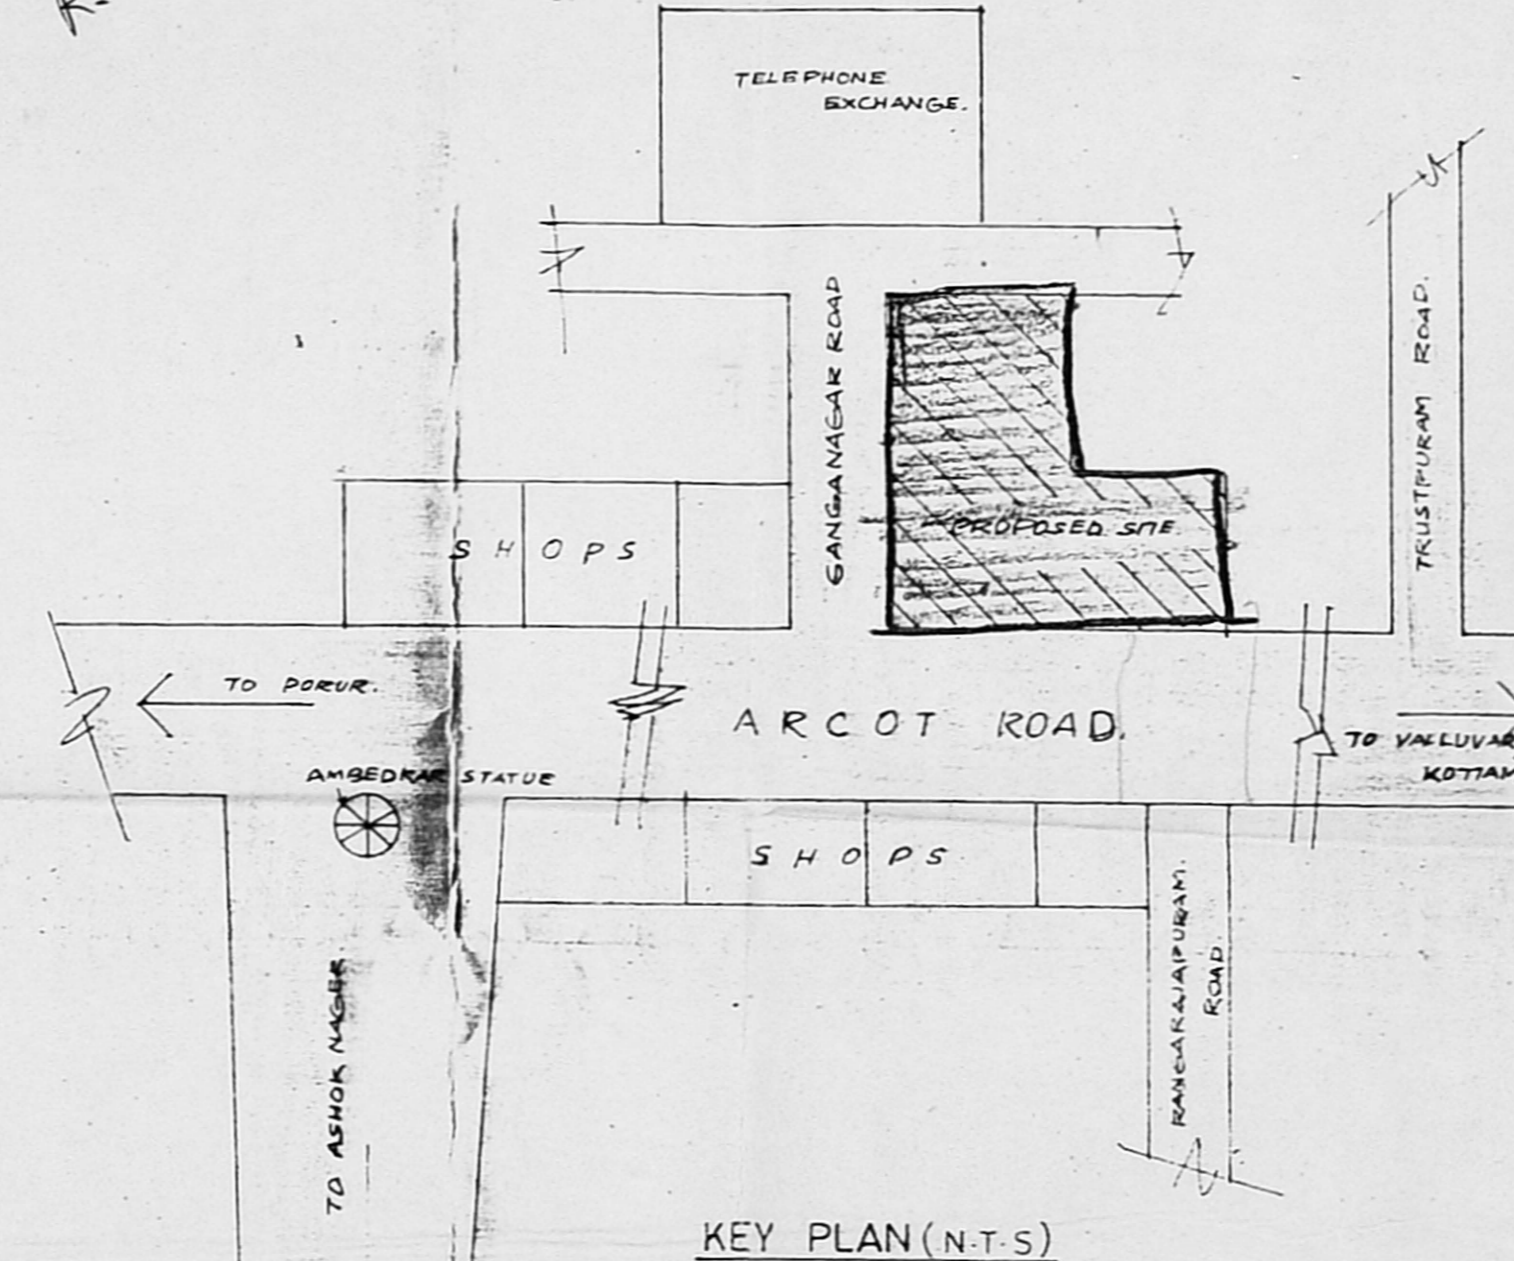 TELEPHONE
EXCHANGE.
GANGANAGAR ROAD
TRUSTPURAM ROAD.
PROPOSED SITE
SHOPS
TO PORUR.
ARCOT ROAD.
TO VALLUVAR
KOTTAM
AMBEDKAR STATUE
SHOPS
RANGARAJAPURAM
ROAD.
TO ASHOK NAGAR
KEY PLAN (N.T.S)